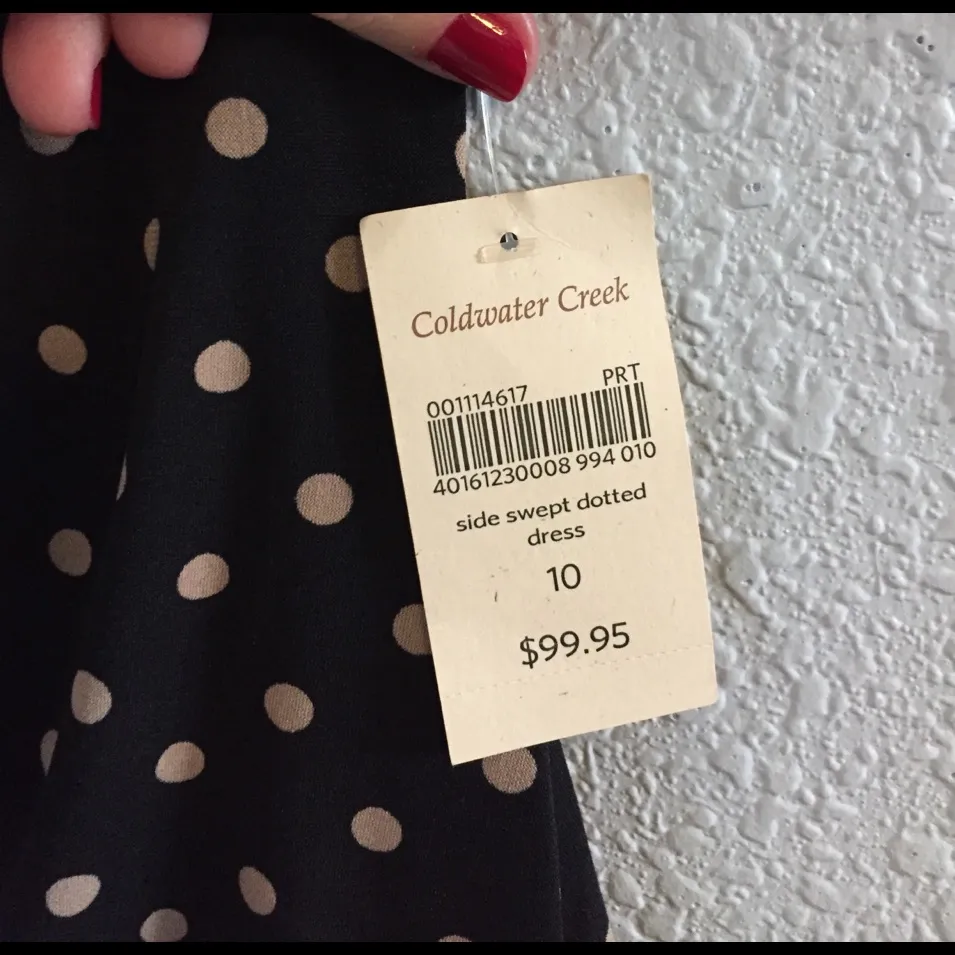 Coldwater Creek
001114617 PRT
40161230008 994 010
side swept dotted
dress
10
$99.95